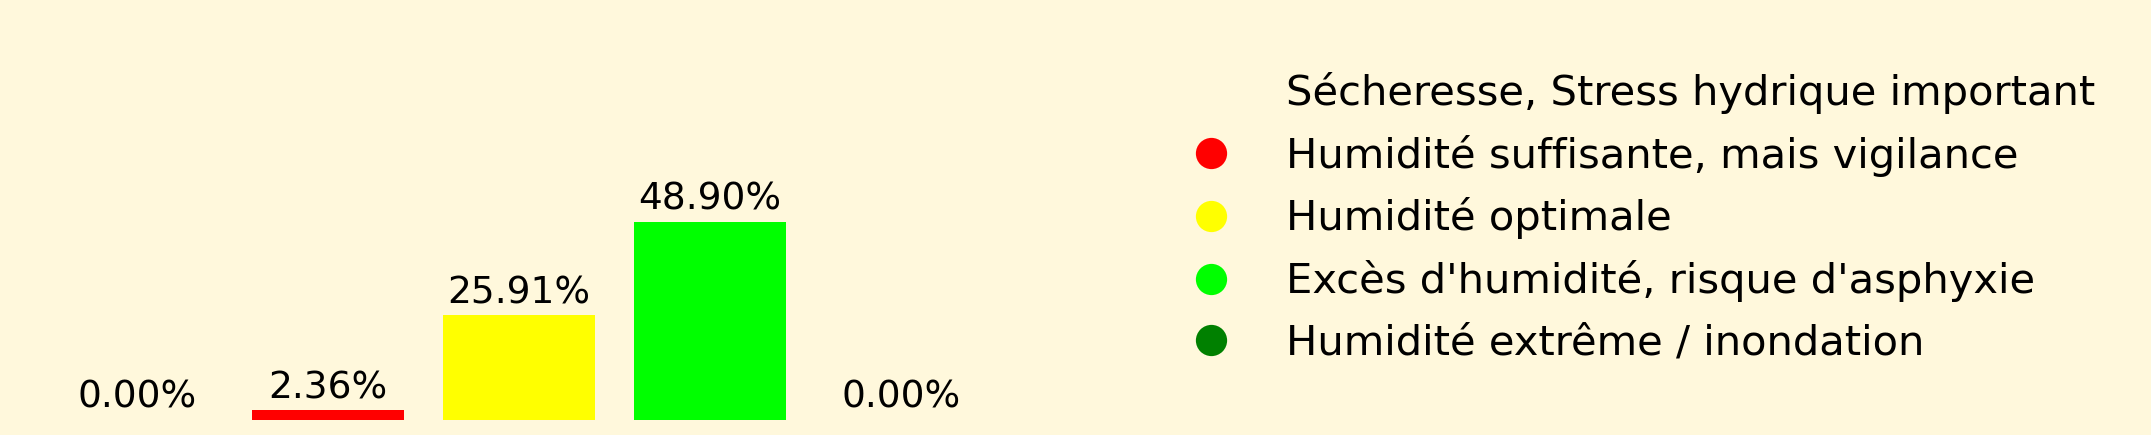 0.00%
2.36%
25.91%
48.90%
0.00%
Sécheresse, Stress hydrique important
Humidité suffisante, mais vigilance
Humidité optimale
Excès d'humidité, risque d'asphyxie
Humidité extrême / inondation